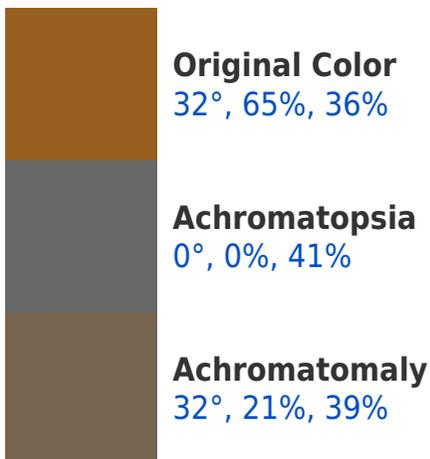 Original Color
32°, 65%, 36%
Achromatopsia
0°, 0%, 41%
Achromatomaly
32°, 21%, 39%